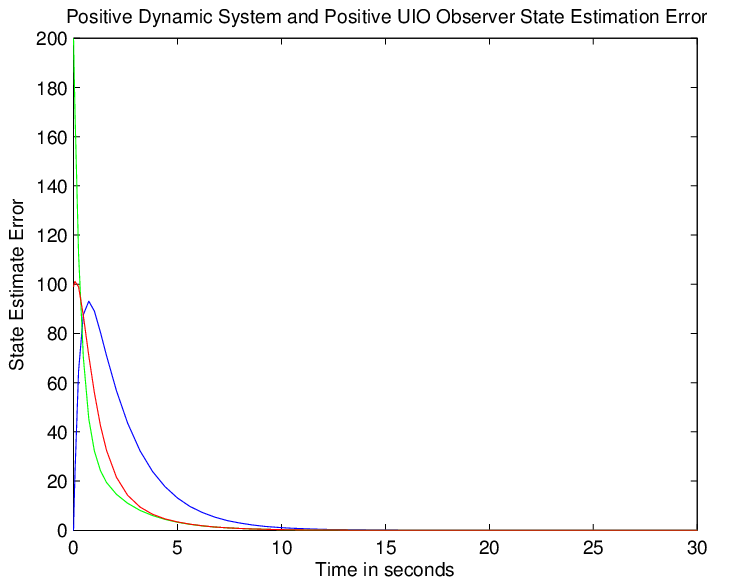 Positive Dynamic System and Positive UIO Observer State Estimation Error
200
180
160
140
120
100
80
60
40
20
0
State Estimate Error
0 5 10 15 20 25 30
Time in seconds